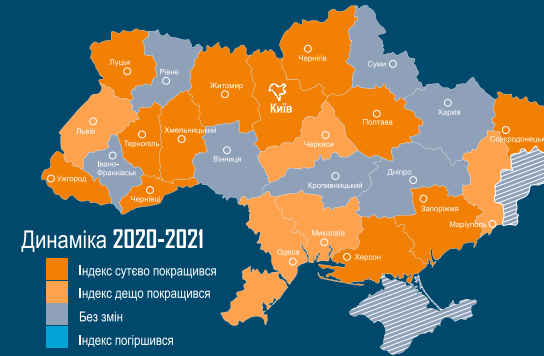 Чернігів
Луцьк
Рівне
Суми
Житомир
Київ
Харків
Полтава
Львів
Хмельницький
Тернопіль
Черкаси
Сєвєродонецьк
Вінниця
Івано-
Франківськ
Ужгород
Чернівці
Кропивницький
Дніпро
Запоріжжя
Маріуполь
Миколаїв
Одеса
Херсон
Динаміка 2020-2021
Індекс сутєво покращився
Індекс дещо покращився
Без змін
Індекс погіршився